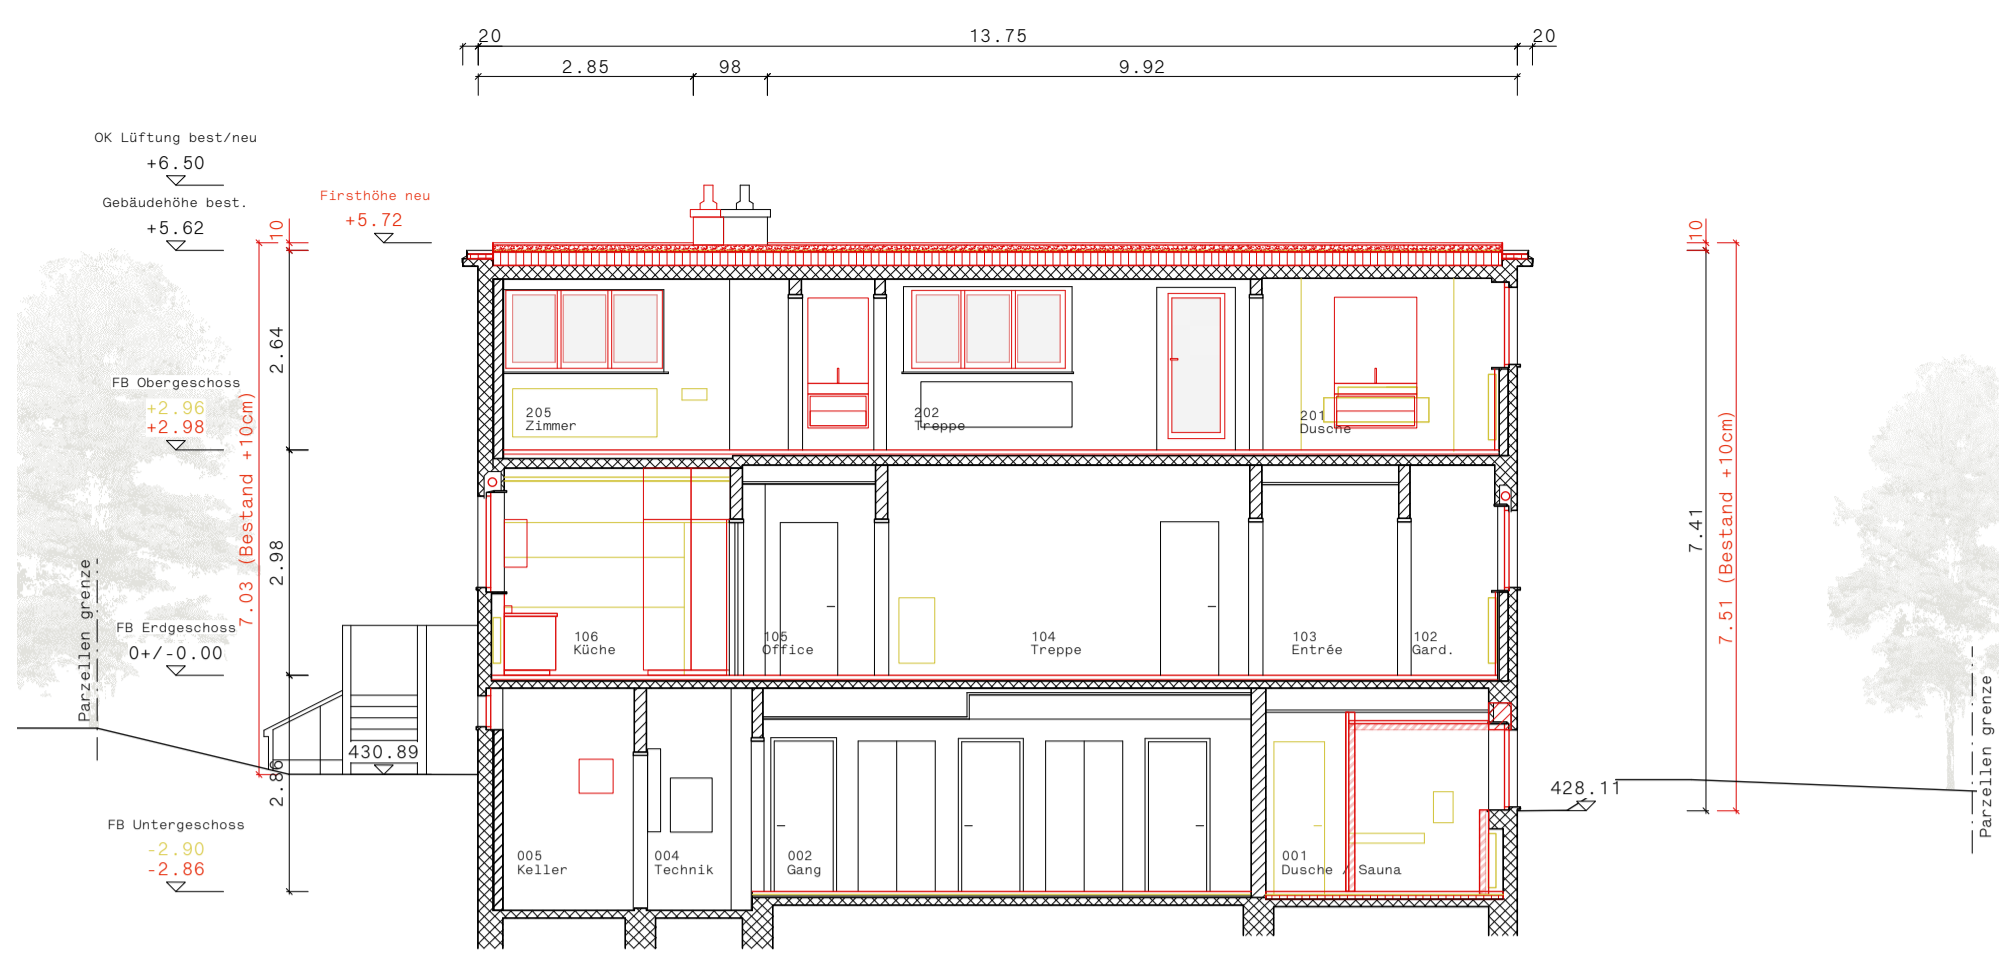 20
13.75
20
2.85
98
9.92
OK Lüftung best/neu
+6.50
Gebäudehöhe best.
+5.62
Firsthöhe neu
+5.72
10
10
2.64
FB Obergeschoss
+2.96
+2.98
7.03 (Bestand +10cm)
2.98
205
Zimmer
202
Treppe
201
Dusche
7.41
7.51 (Bestand +10cm)
Parzellen grenze
FB Erdgeschoss
0+/-0.00
106
Küche
105
Office
104
Treppe
103
Entrée
102
Gard.
430.89
2.86
428.11
Parzellen grenze
FB Untergeschoss
-2.90
-2.86
005
Keller
004
Technik
002
Gang
001
Dusche / Sauna